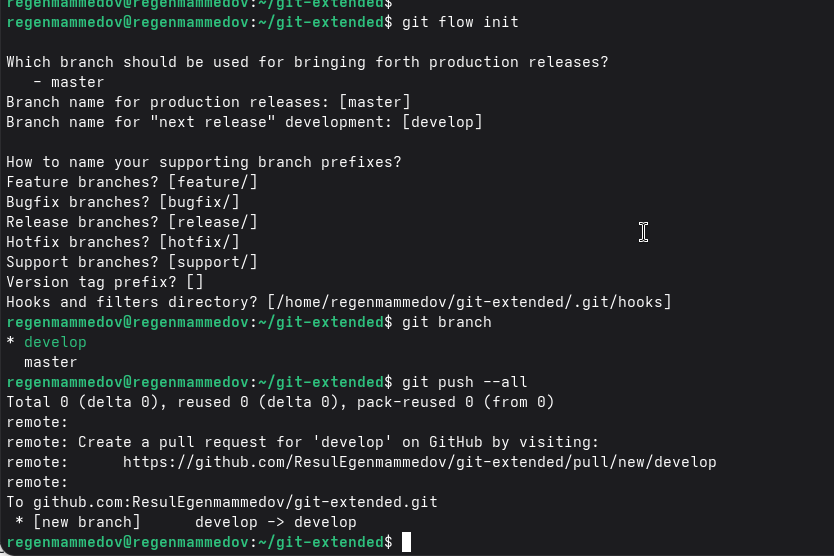 regenmammedov@regenmammedov:~/git-extended$
regenmammedov@regenmammedov:~/git-extended$ git flow init
Which branch should be used for bringing forth production releases?
   - master
Branch name for production releases: [master]
Branch name for "next release" development: [develop]
How to name your supporting branch prefixes?
Feature branches? [feature/]
Bugfix branches? [bugfix/]
Release branches? [release/]
Hotfix branches? [hotfix/]
Support branches? [support/]
Version tag prefix? []
Hooks and filters directory? [/home/regenmammedov/git-extended/.git/hooks]
regenmammedov@regenmammedov:~/git-extended$ git branch
* develop
  master
regenmammedov@regenmammedov:~/git-extended$ git push --all
Total 0 (delta 0), reused 0 (delta 0), pack-reused 0 (from 0)
remote:
remote: Create a pull request for 'develop' on GitHub by visiting:
remote:      https://github.com/ResulEgenmammedov/git-extended/pull/new/develop
remote:
To github.com:ResulEgenmammedov/git-extended.git
 * [new branch]      develop -> develop
regenmammedov@regenmammedov:~/git-extended$